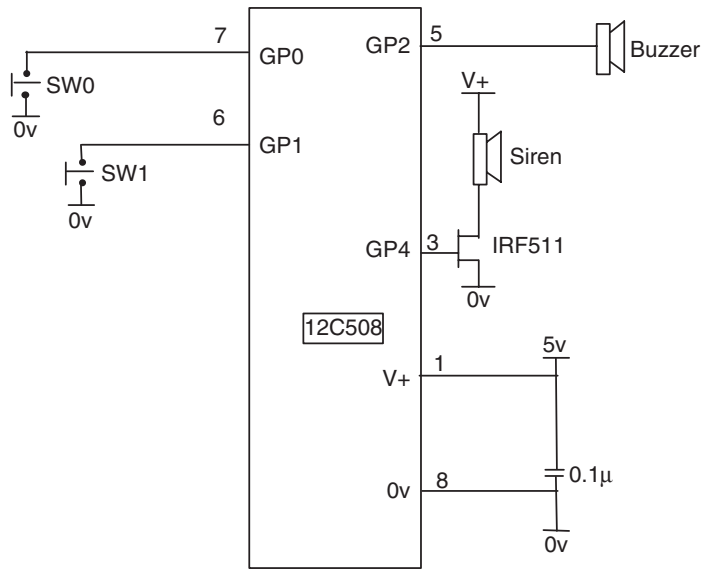 7
GP0
GP2
5
Buzzer
SW0
0v
V+
6
GP1
Siren
SW1
0v
GP4
3
IRF511
0v
12C508
5v
V+
1
0.1μ
0v
8
0v